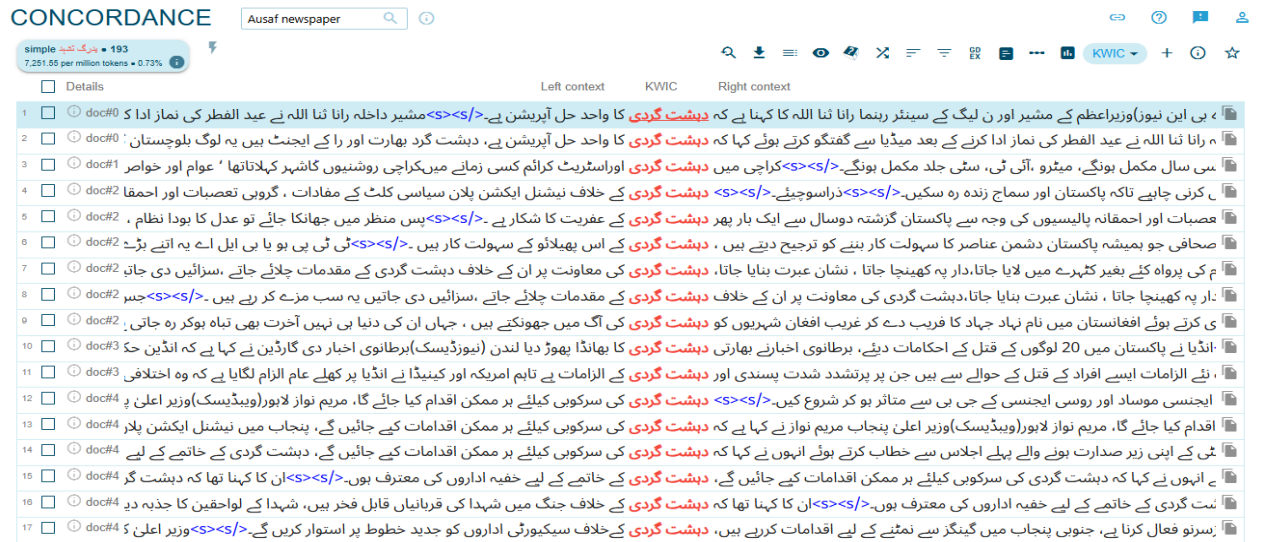 CONCORDANCE
Ausaf newspaper
simple دہشت گردی • 193
7,251.55 per million tokens • 0.73%
GD EX
KWIC
Details Left context KWIC Right context
1 doc#0 بی این نیوز)وزیراعظم کے مشیر اور ن لیگ کے سینئر رہنما رانا ثنا اللہ کا کہنا ہے کہ دہشت گردی کا واحد حل آپریشن ہے۔</s><s>مشیر داخلہ رانا ثنا اللہ نے عید الفطر کی نماز ادا
2 doc#0 رانا ثنا اللہ نے عید الفطر کی نماز ادا کرنے کے بعد میڈیا سے گفتگو کرتے ہوئے کہا کہ دہشت گردی کا واحد حل آپریشن ہے، دہشت گرد بھارت اور را کے ایجنٹ ہیں یہ لوگ بلوچستان
3 doc#1 سال مکمل ہونگے، میٹرو ،آئی ٹی، سٹی جلد مکمل ہونگے۔</s><s>کراچی میں دہشت گردی اوراسٹریٹ کرائم کسی زمانے میںکراچی روشنیوں کاشہر کہلاتاتھا ‘ عوام اور خواص
4 doc#2 کرنی چاہیے تاکہ پاکستان اور سماج زندہ رہ سکیں۔</s><s>ذراسوچیئے۔</s><s> دہشت گردی کے خلاف نیشنل ایکشن پلان سیاسی کلٹ کے مفادات ، گروہی تعصبات اور احمقا
5 doc#2 تعصبات اور احمقانہ پالیسیوں کی وجہ سے پاکستان گزشتہ دوسال سے ایک بار پھر دہشت گردی کے عفریت کا شکار ہے ۔</s><s>پس منظر میں جھانکا جائے تو عدل کا بودا نظام ،
6 doc#2 صحافی جو ہمیشہ پاکستان دشمن عناصر کا سہولت کار بننے کو ترجیح دیتے ہیں ، دہشت گردی کے اس پھیلائو کے سہولت کار ہیں ۔</s><s>ٹی ٹی پی ہو یا بی ایل اے یہ اتنے بڑے
7 doc#2 کی پرواہ کئے بغیر کٹہرے میں لایا جاتا،دار پہ کھینچا جاتا ، نشان عبرت بنایا جاتا، دہشت گردی کی معاونت پر ان کے خلاف دہشت گردی کے مقدمات چلائے جاتے ،سزائیں دی جاتیں
8 doc#2 دار پہ کھینچا جاتا ، نشان عبرت بنایا جاتا،دہشت گردی کی معاونت پر ان کے خلاف دہشت گردی کے مقدمات چلائے جاتے ،سزائیں دی جاتیں یہ سب مزے کر رہے ہیں ۔</s><s>جس
9 doc#2 کرتے ہوئے افغانستان میں نام نہاد جہاد کا فریب دے کر غریب افغان شہریوں کو دہشت گردی کی آگ میں جھونکتے ہیں ، جہاں ان کی دنیا ہی نہیں آخرت بھی تباہ ہوکر رہ جاتی
10 doc#3 انڈیا نے پاکستان میں 20 لوگوں کے قتل کے احکامات دیئے، برطانوی اخبارنے بھارتی دہشت گردی کا بھانڈا پھوڑ دیا لندن (نیوزڈیسک)برطانوی اخبار دی گارڈین نے کہا ہے کہ انڈین
11 doc#3 نئے الزامات ایسے افراد کے قتل کے حوالے سے ہیں جن پر پرتشدد شدت پسندی اور دہشت گردی کے الزامات ہے تاہم امریکہ اور کینیڈا نے انڈیا پر کھلے عام الزام لگایا ہے کہ وہ اختلافی
12 doc#4 ایجنسی موساد اور روسی ایجنسی کے جی بی سے متاثر ہو کر شروع کیں۔</s><s> دہشت گردی کی سرکوبی کیلئے ہر ممکن اقدام کیا جائے گا، مریم نواز لاہور(ویبڈیسک)وزیر اعلیٰ
13 doc#4 اقدام کیا جائے گا، مریم نواز لاہور(ویبڈیسک)وزیر اعلیٰ پنجاب مریم نواز نے کہا ہے کہ دہشت گردی کی سرکوبی کیلئے ہر ممکن اقدامات کیے جائیں گے، پنجاب میں نیشنل ایکشن پلان
14 doc#4 کے اپنی زیر صدارت ہونے والے پہلے اجلاس سے خطاب کرتے ہوئے انہوں نے کہا کہ دہشت گردی کی سرکوبی کیلئے ہر ممکن اقدامات کیے جائیں گے، دہشت گردی کے خاتمے کے لیے
15 doc#4 انہوں نے کہا کہ دہشت گردی کی سرکوبی کیلئے ہر ممکن اقدامات کیے جائیں گے، دہشت گردی کے خاتمے کے لیے خفیہ اداروں کی معترف ہوں۔</s><s>ان کا کہنا تھا کہ دہشت گر
16 doc#4 گردی کے خاتمے کے لیے خفیہ اداروں کی معترف ہوں۔</s><s>ان کا کہنا تھا کہ دہشت گردی کے خلاف جنگ میں شہدا کی قربانیاں قابل فخر ہیں، شہدا کے لواحقین کا جذبہ
17 doc#4 فعال کرنا ہے، جنوبی پنجاب میں گینگز سے نمٹنے کے لیے اقدامات کررہے ہیں، دہشت گردی کےخلاف سیکیورٹی اداروں کو جدید خطوط پر استوار کریں گے۔</s><s>وزیر اعلیٰ